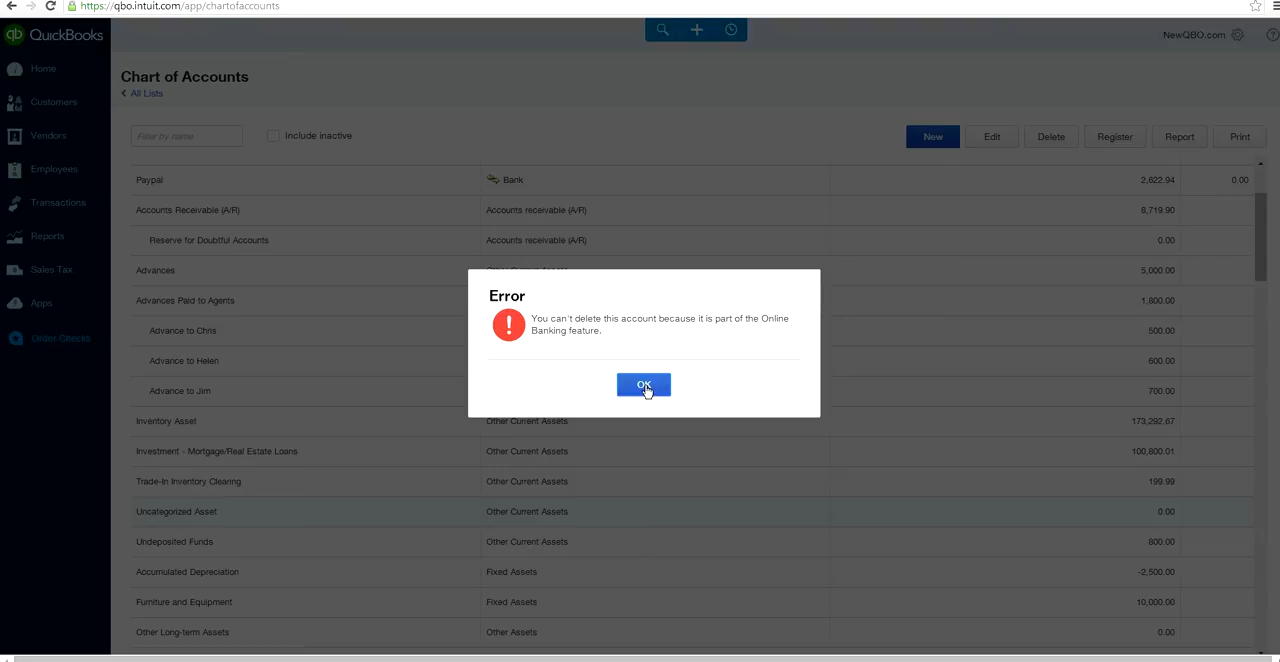 https://qbo.intuit.com/app/chartofaccounts
qb QuickBooks
NewQBO.com
Home
Customers
Vendors
Employees
Transactions
Reports
Sales Tax
Apps
Order Checks
Chart of Accounts
All Lists
Filter by name
Include inactive
New Edit Delete Register Report Print
Paypal Bank 2,622.94 0.00
Accounts Receivable (A/R) Accounts receivable (A/R) 8,719.90
Reserve for Doubtful Accounts Accounts receivable (A/R) 0.00
Advances Other Current Assets 5,000.00
Advances Paid to Agents 1,800.00
Advance to Chris 500.00
Advance to Helen 600.00
Advance to Jim 700.00
Inventory Asset Other Current Assets 173,292.67
Investment - Mortgage/Real Estate Loans Other Current Assets 100,800.01
Trade-In Inventory Clearing Other Current Assets 199.99
Uncategorized Asset Other Current Assets 0.00
Undeposited Funds Other Current Assets 800.00
Accumulated Depreciation Fixed Assets -2,500.00
Furniture and Equipment Fixed Assets 10,000.00
Other Long-term Assets Other Assets 0.00
Error
You can't delete this account because it is part of the Online
Banking feature.
OK